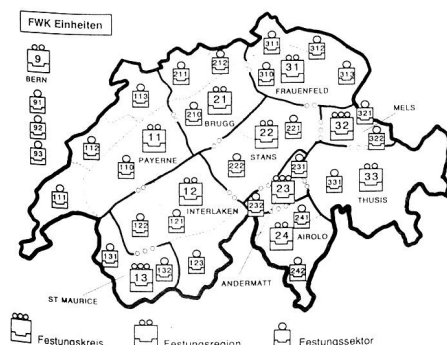 FWK Einheiten
9
BERN
91
92
93
311
312
211
212
310
31
313
FRAUENFELD
113
21
210
BRUGG
321
MELS
32
322
11
112
PAYERNE
110
22
221
STANS
222
231
331
33
THUSIS
111
12
INTERLAKEN
23
232
241
122
121
24
AIROLO
131
13
132
123
242
ST MAURICE
ANDERMATT
Festungskreis
Festungsregion
Festungssektor